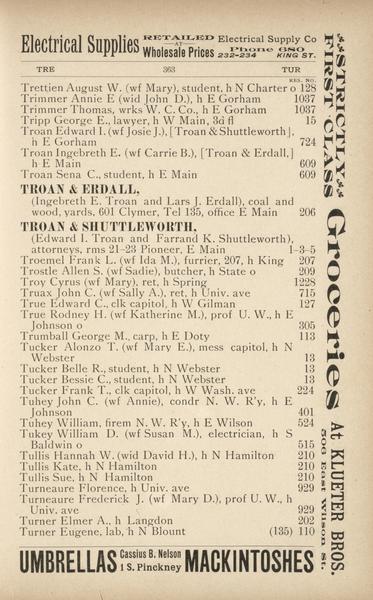 Electrical Supplies RETAILED AT Wholesale Prices Electrical Supply Co Phone 680 232-234 KING ST.
TRE 363 TUR
RES. NO.
Trettien August W. (wf Mary), student, h N Charter o 128
Trimmer Annie E (wid John D.), h E Gorham 1037
Trimmer Thomas, wrks W. C. Co., h E Gorham 1037
Tripp George E., lawyer, h W Main, 3d fl 15
Troan Edward I. (wf Josie J.), [Troan & Shuttleworth],
h E Gorham 724
Troan Ingebreth E. (wf Carrie B.), [Troan & Erdall,]
h E Main 609
Troan Sena C., student, h E Main 609
TROAN & ERDALL,
(Ingebreth E. Troan and Lars J. Erdall), coal and
wood, yards, 601 Clymer, Tel 135, office E Main 206
TROAN & SHUTTLEWORTH,
(Edward I. Troan and Farrand K. Shuttleworth),
attorneys, rms 21-23 Pioneer, E Main 1-3-5
Troemel Frank L. (wf Ida M.), furrier, 207, h King 207
Trostle Allen S. (wf Sadie), butcher, h State o 209
Troy Cyrus (wf Mary), ret, h Spring 1228
Truax John C. (wf Sally A.), ret, h Univ. ave 715
True Edward C., clk capitol, h W Gilman 127
True Rodney H. (wf Katherine M.), prof U. W., h E
Johnson o 305
Trumball George M., carp, h E Doty 113
Tucker Alonzo T. (wf Mary E.), mess capitol, h N
Webster 13
Tucker Belle R., student, h N Webster 13
Tucker Bessie C., student, h N Webster 13
Tucker Frank T., clk capitol, h W Wash. ave 224
Tuhey John C. (wf Annie), condr N. W. R'y, h E
Johnson 401
Tuhey William, firem N. W. R'y, h E Wilson 524
Tukey William D. (wf Susan M.), electrician, h S
Baldwin o 515
Tullis Hannah W. (wid David H.), h N Hamilton 210
Tullis Kate, h N Hamilton 210
Tullis Sue, h N Hamilton 210
Turneaure Florence, h Univ. ave 929
Turneaure Frederick J. (wf Mary D.), prof U. W., h
Univ. ave 929
Turner Elmer A., h Langdon 202
Turner Eugene, lab, h N Blount (135) 110
UMBRELLAS Cassius B. Nelson 1 S. Pinckney MACKINTOSHES
STRICTLY FIRST CLASS Groceries At KLUETER BROS. 506 East Wilson St.